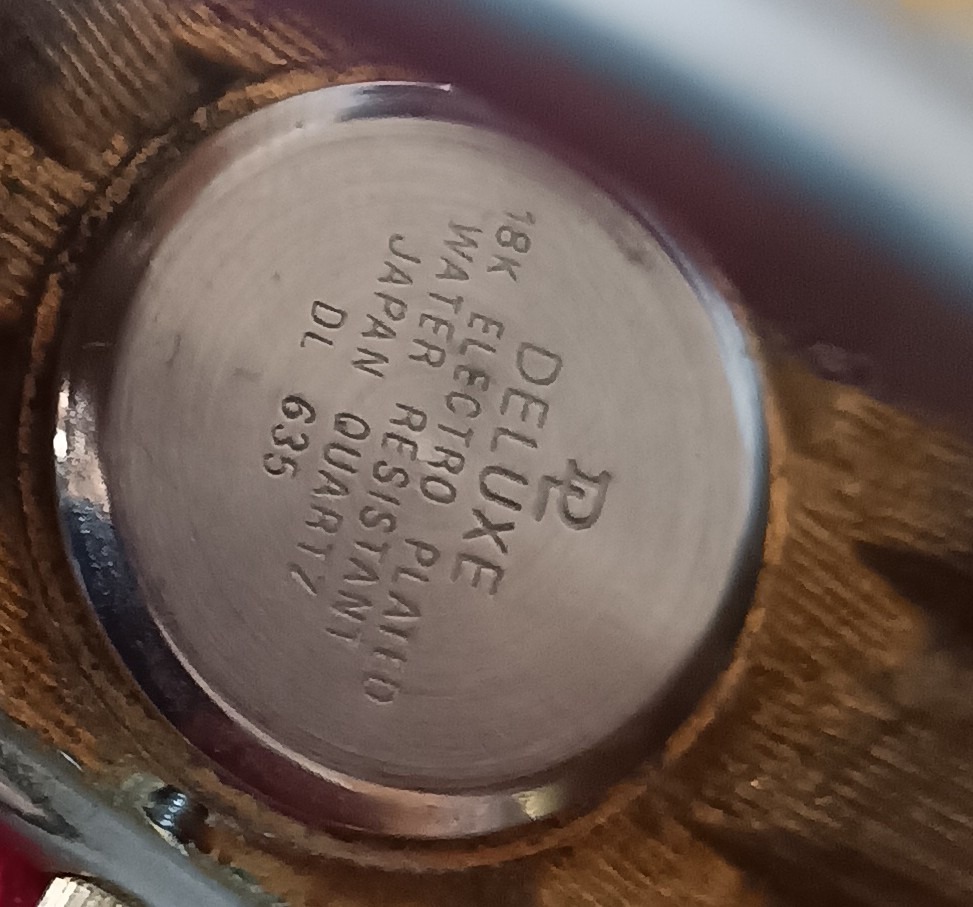 DELUXE
18K ELECTRO PLATED
WATER RESISTANT
JAPAN QUARTZ
DL 635